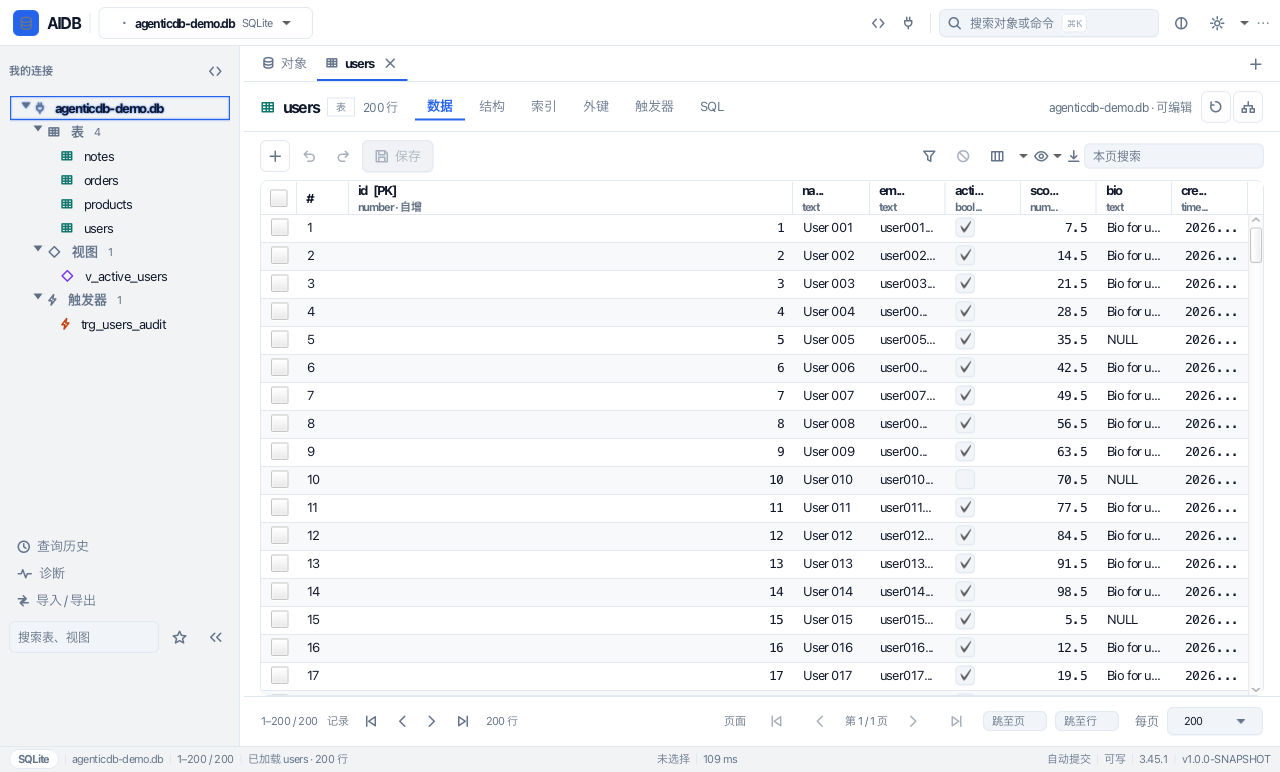 AIDB
agenticdb-demo.db SQLite
搜索对象或命令 ⌘K
我的连接
agenticdb-demo.db
表 4
notes
orders
products
users
视图 1
v_active_users
触发器 1
trg_users_audit
查询历史
诊断
导入 / 导出
搜索表、视图
对象 users
users 表 200 行 数据 结构 索引 外键 触发器 SQL agenticdb-demo.db · 可编辑
保存 本页搜索
# id [PK] na... em... acti... sco... bio cre...
number · 自增 text text bool... num... text time...
1 1 User 001 user001... 7.5 Bio for u... 2026...
2 2 User 002 user002... 14.5 Bio for u... 2026...
3 3 User 003 user003... 21.5 Bio for u... 2026...
4 4 User 004 user00... 28.5 Bio for u... 2026...
5 5 User 005 user005... 35.5 NULL 2026...
6 6 User 006 user00... 42.5 Bio for u... 2026...
7 7 User 007 user007... 49.5 Bio for u... 2026...
8 8 User 008 user00... 56.5 Bio for u... 2026...
9 9 User 009 user00... 63.5 Bio for u... 2026...
10 10 User 010 user010... 70.5 NULL 2026...
11 11 User 011 user011... 77.5 Bio for u... 2026...
12 12 User 012 user012... 84.5 Bio for u... 2026...
13 13 User 013 user013... 91.5 Bio for u... 2026...
14 14 User 014 user014... 98.5 Bio for u... 2026...
15 15 User 015 user015... 5.5 NULL 2026...
16 16 User 016 user016... 12.5 Bio for u... 2026...
17 17 User 017 user017... 19.5 Bio for u... 2026...
1–200 / 200 记录 200 行 页面 第 1 / 1 页 跳至页 跳至行 每页 200
SQLite agenticdb-demo.db 1–200 / 200 已加载 users · 200 行 未选择 109 ms 自动提交 可写 3.45.1 v1.0.0-SNAPSHOT